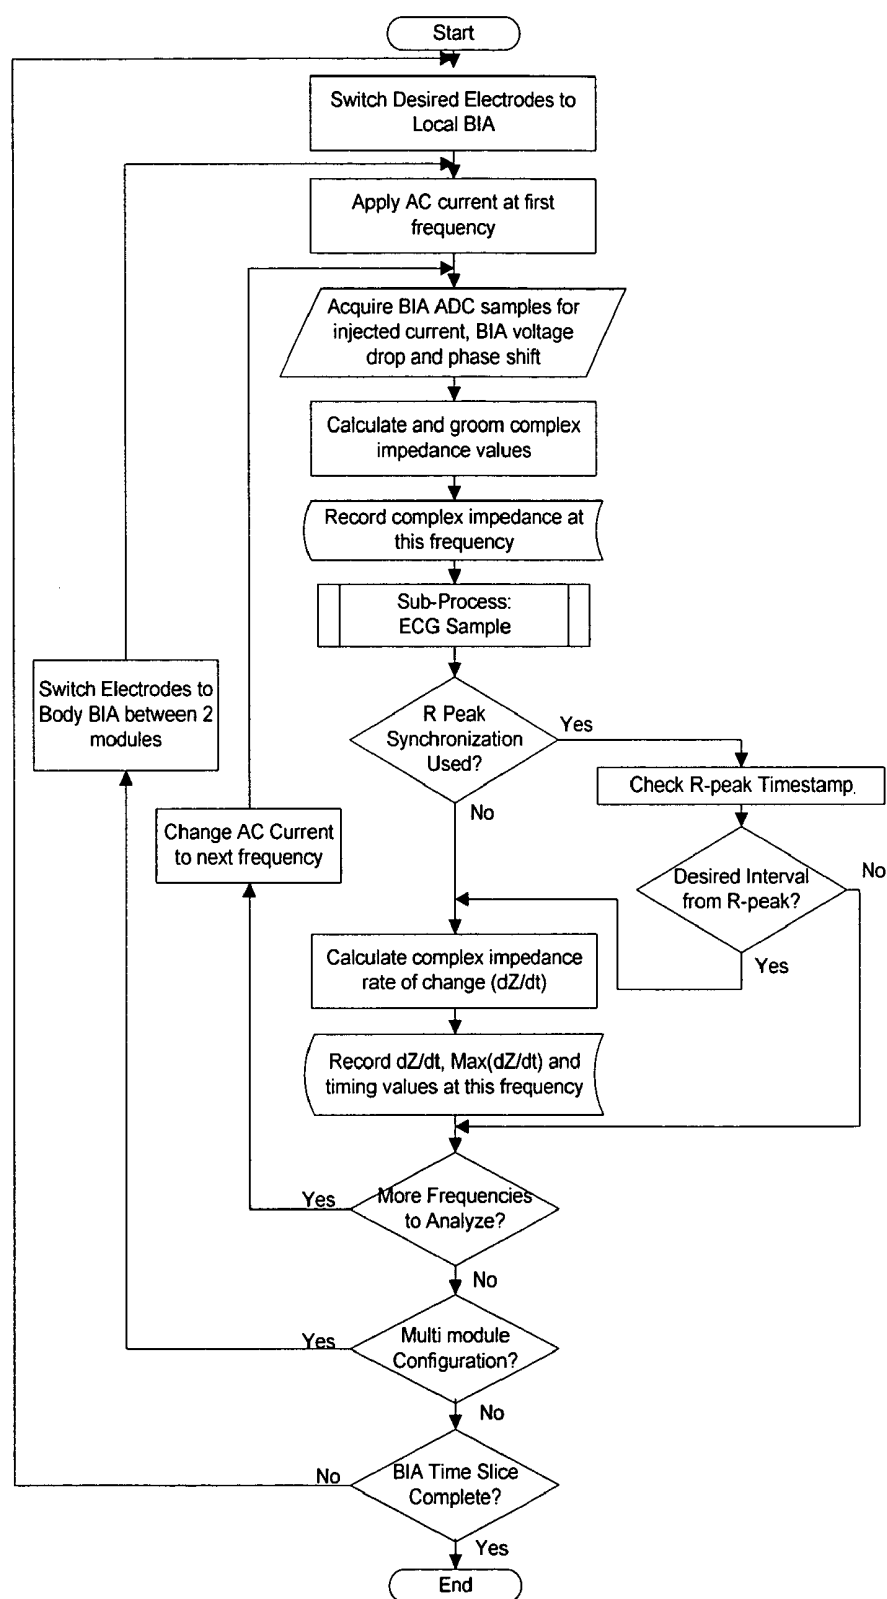 Start
Switch Desired Electrodes to
Local BIA
Apply AC current at first
frequency
Acquire BIA ADC samples for
injected current, BIA voltage
drop and phase shift
Calculate and groom complex
impedance values
Record complex impedance at
this frequency
Sub-Process:
ECG Sample
Switch Electrodes to
Body BIA between 2
modules
R Peak
Synchronization
Used?
Yes
No
Check R-peak Timestamp
Change AC Current
to next frequency
Desired Interval
from R-peak?
No
Yes
Calculate complex impedance
rate of change (dZ/dt)
Record dZ/dt, Max(dZ/dt) and
timing values at this frequency
More Frequencies
to Analyze?
Yes
No
Multi module
Configuration?
Yes
No
BIA Time Slice
Complete?
No
Yes
End